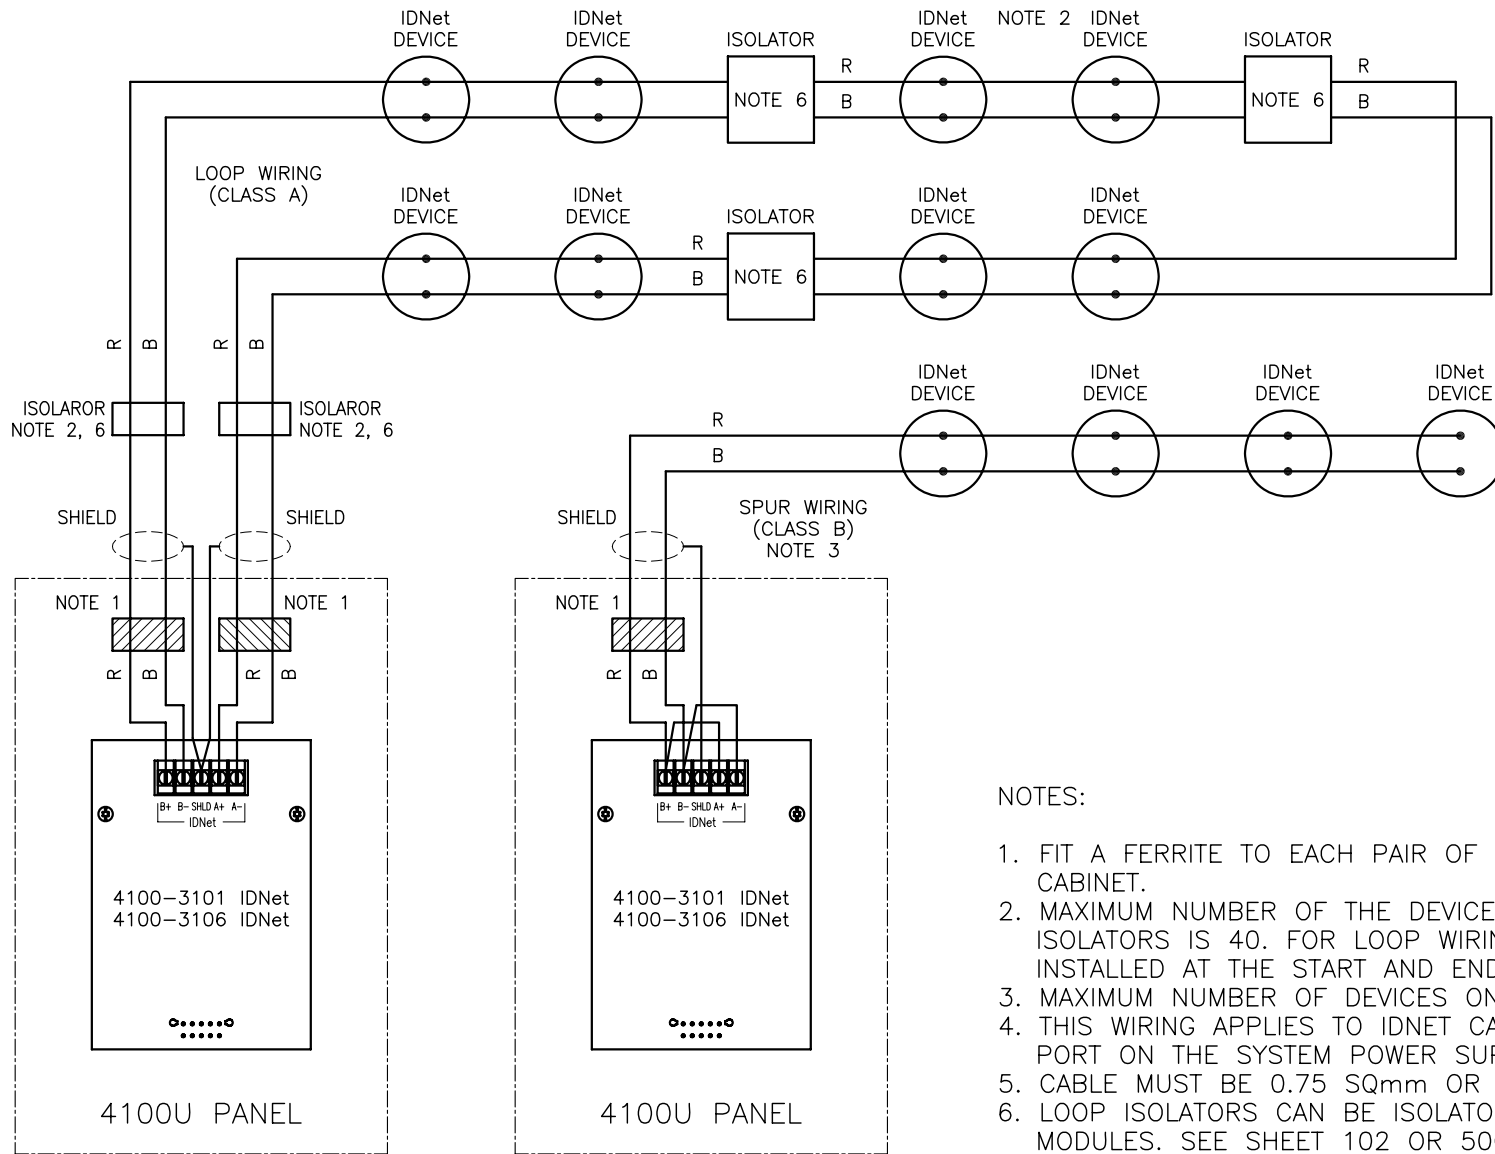 IDNet
DEVICE
IDNet
DEVICE
ISOLATOR
IDNet
DEVICE
NOTE 2
IDNet
DEVICE
ISOLATOR
R
B
R
B
NOTE 6
NOTE 6
LOOP WIRING
(CLASS A)
IDNet
DEVICE
IDNet
DEVICE
ISOLATOR
IDNet
DEVICE
IDNet
DEVICE
R
B
NOTE 6
R
B
R
B
ISOLAROR
NOTE 2, 6
ISOLAROR
NOTE 2, 6
IDNet
DEVICE
IDNet
DEVICE
IDNet
DEVICE
IDNet
DEVICE
R
B
SPUR WIRING
(CLASS B)
NOTE 3
SHIELD
SHIELD
SHIELD
NOTE 1
NOTE 1
NOTE 1
R
B
R
B
R
B
B+ B- SHLD A+ A-
IDNet
B+ B- SHLD A+ A-
IDNet
4100-3101 IDNet
4100-3106 IDNet
4100-3101 IDNet
4100-3106 IDNet
4100U PANEL
4100U PANEL
NOTES:
1. FIT A FERRITE TO EACH PAIR OF
CABINET.
2. MAXIMUM NUMBER OF THE DEVICE
ISOLATORS IS 40. FOR LOOP WIRIN
INSTALLED AT THE START AND END
3. MAXIMUM NUMBER OF DEVICES ON
4. THIS WIRING APPLIES TO IDNET CA
PORT ON THE SYSTEM POWER SUP
5. CABLE MUST BE 0.75 SQmm OR
6. LOOP ISOLATORS CAN BE ISOLATO
MODULES. SEE SHEET 102 OR